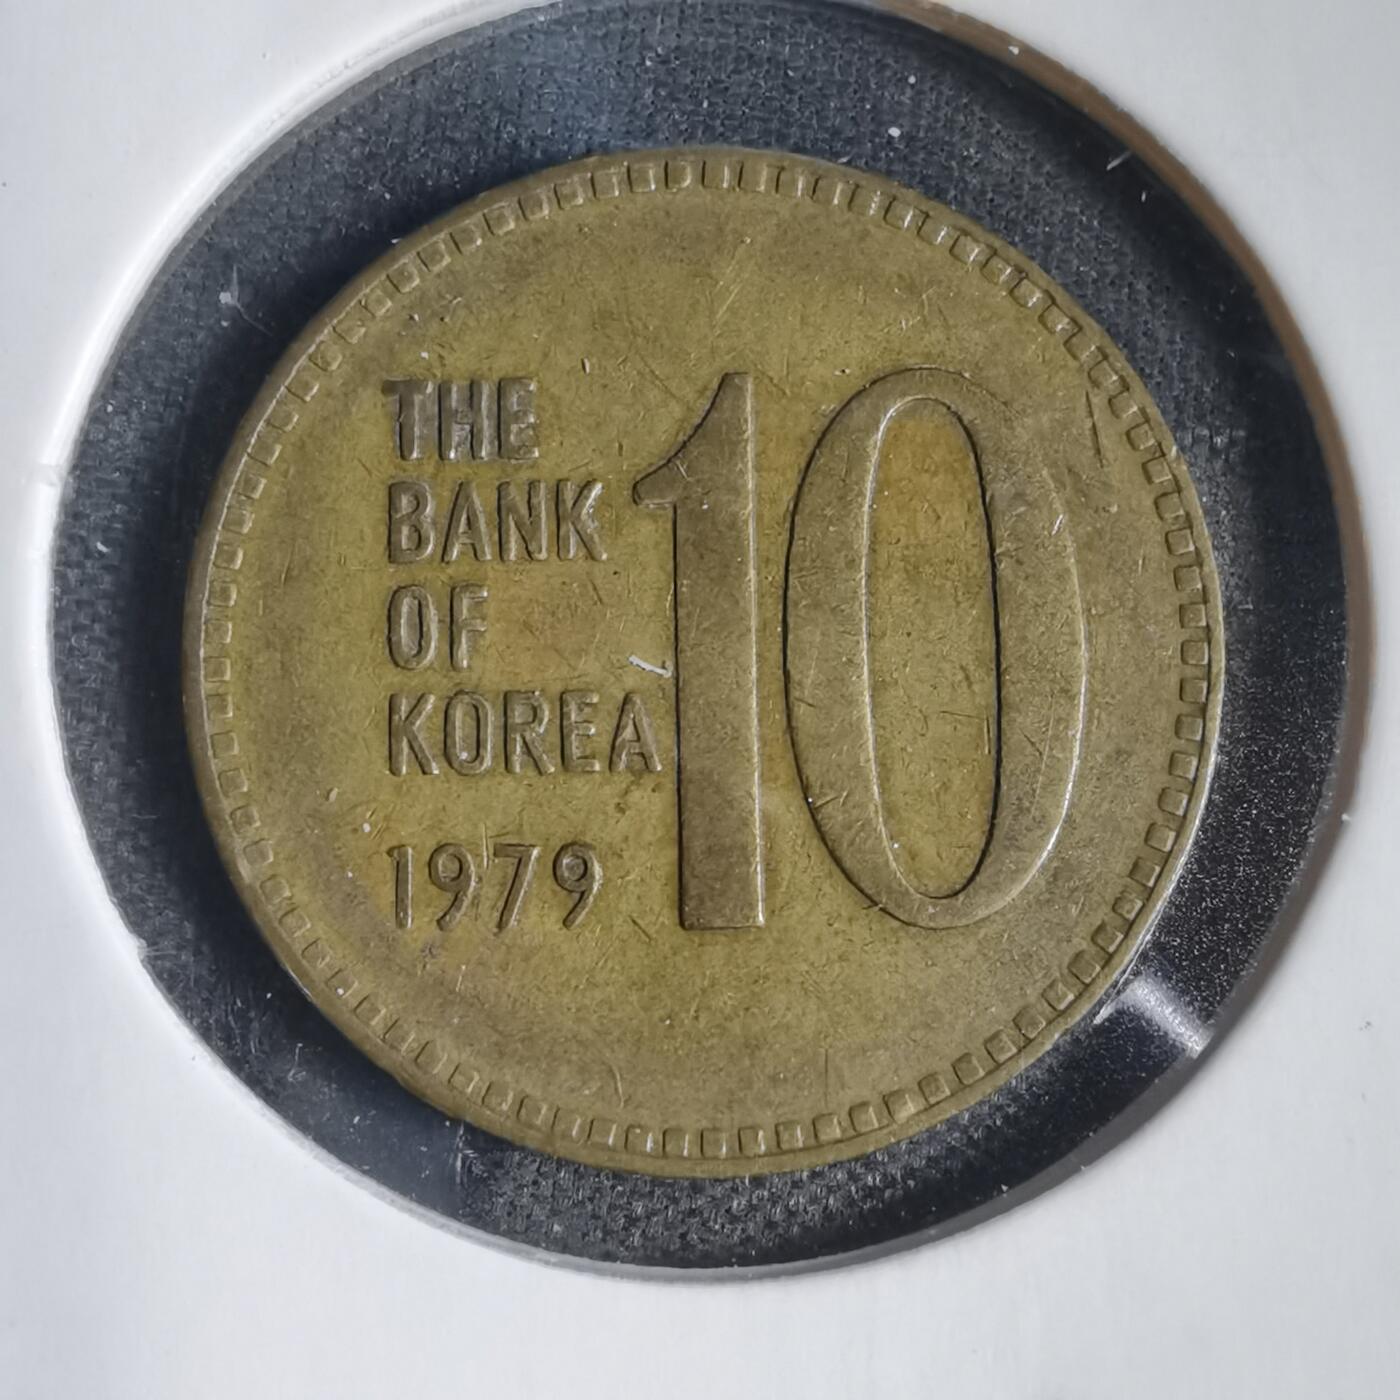 THE
BANK
OF
KOREA
1979
10